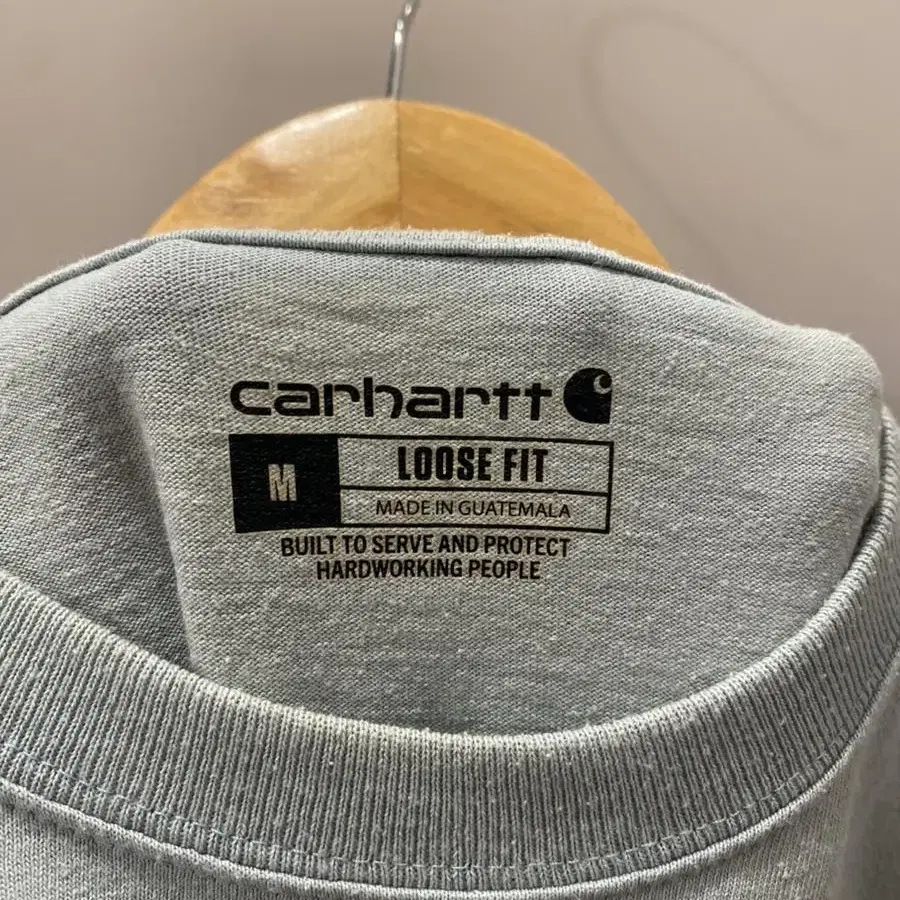 carhartt
M
LOOSE FIT
MADE IN GUATEMALA
BUILT TO SERVE AND PROTECT
HARDWORKING PEOPLE